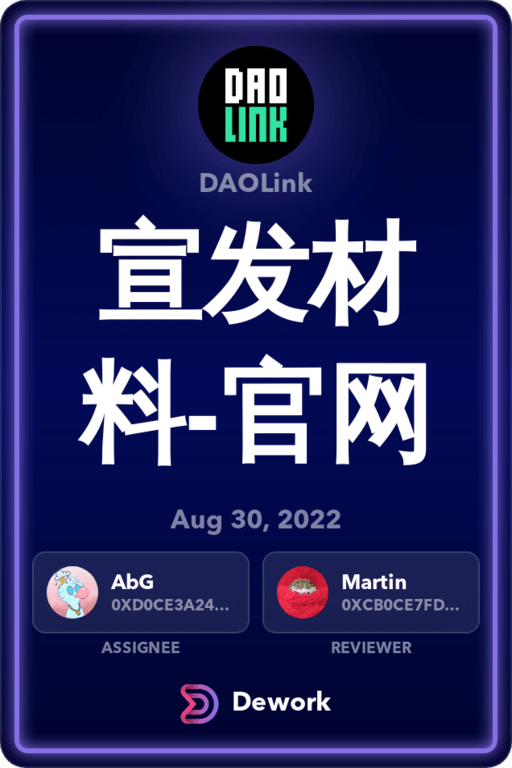 DAO
LINK
DAOLink
宣发材
料-官网
Aug 30, 2022
AbG
0XD0CE3A24...
ASSIGNEE
Martin
0XCB0CE7FD...
REVIEWER
Dework